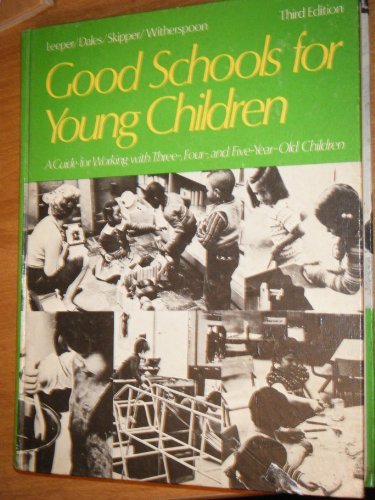 Leeper/Dales/Skipper/Witherspoon Third Edition
Good Schools for
Young Children
A Guide for Working with Three-, Four-, and Five-Year-Old Children